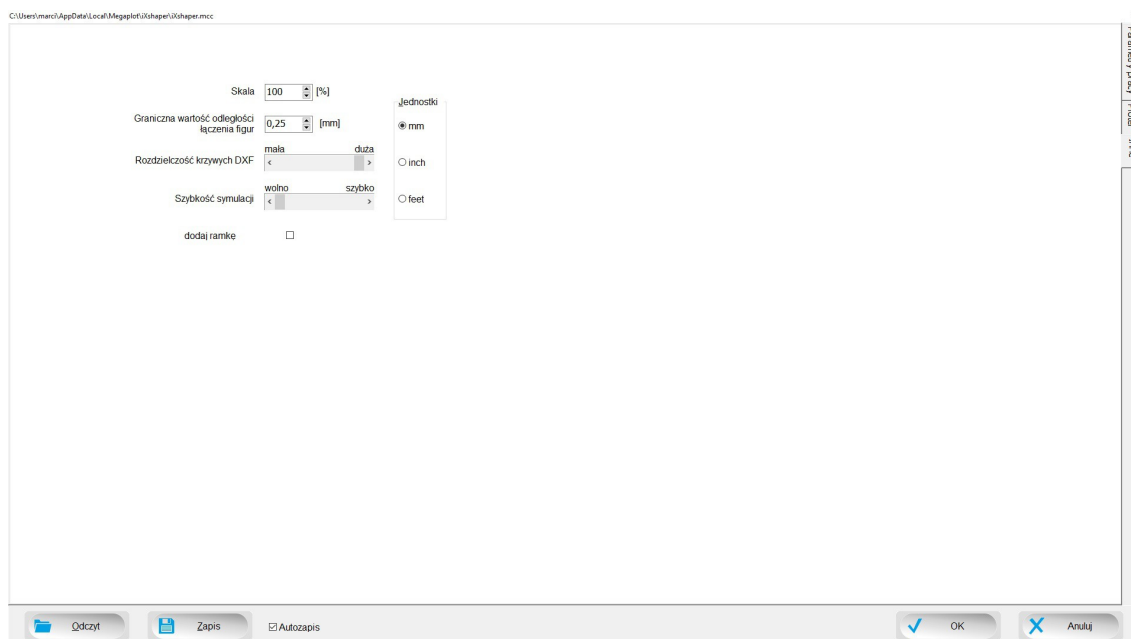 C:\Users\marci\AppData\Local\Megaplot\iXshaper\iXshaper.mcc
Skala 100 [%]
Graniczna wartość odległości
łączenia figur 0,25 [mm]
Rozdzielczość krzywych DXF mała duża
Szybkość symulacji wolno szybko
dodaj ramkę
Jednostki
mm
inch
feet
Odczyt
Zapis
Autozapis
OK
Anuluj